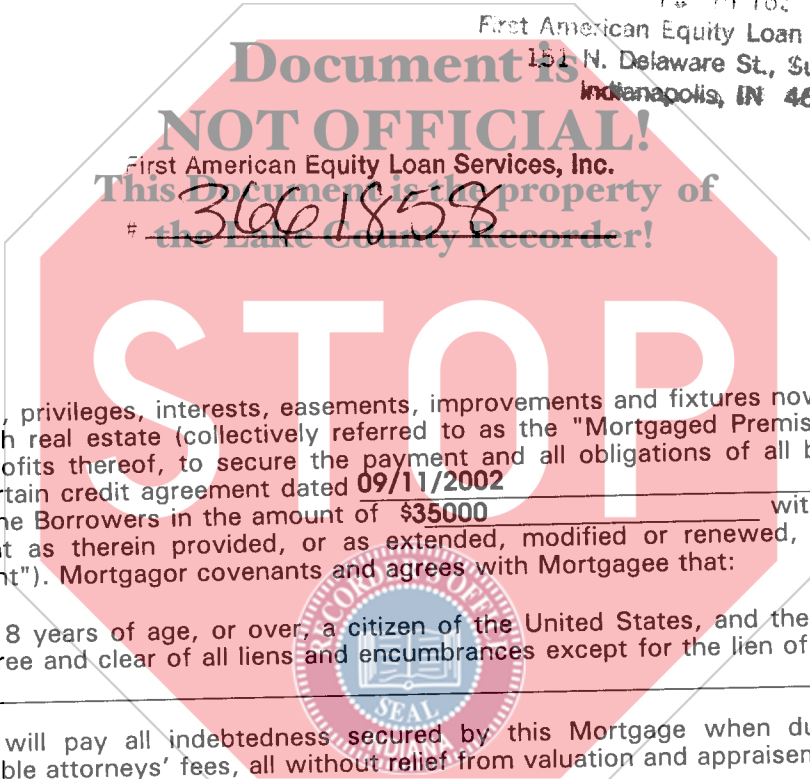 First American Equity Loan
Document is
151 N. Delaware St., Su
Indianapolis, IN 46
NOT OFFICIAL!
First American Equity Loan Services, Inc.
This Document is the property of
# 3661858
the Lake County Recorder!
STOP
, privileges, interests, easements, improvements and fixtures nov
h real estate (collectively referred to as the "Mortgaged Premis
ofits thereof, to secure the payment and all obligations of all b
rtain credit agreement dated 09/11/2002
ne Borrowers in the amount of $35000 wit
t as therein provided, or as extended, modified or renewed,
nt"). Mortgagor covenants and agrees with Mortgagee that:
8 years of age, or over, a citizen of the United States, and the
ree and clear of all liens and encumbrances except for the lien of
will pay all indebtedness secured by this Mortgage when du
ble attorneys' fees, all without relief from valuation and appraisen
SEAL
INDIANA